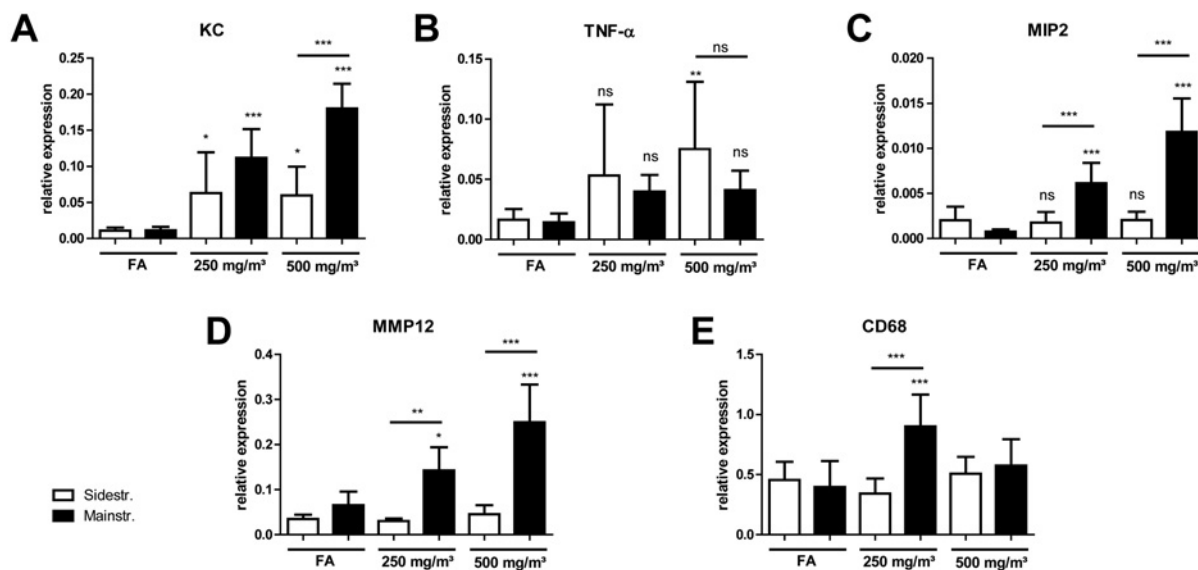 A
KC
relative expression
0.25
0.20
0.15
0.10
0.05
0.00
*
***
*
***
***
FA
250 mg/m³
500 mg/m³
B
TNF-α
relative expression
0.15
0.10
0.05
0.00
ns
ns
**
ns
ns
FA
250 mg/m³
500 mg/m³
C
MIP2
relative expression
0.020
0.015
0.010
0.005
0.000
ns
***
***
ns
***
***
FA
250 mg/m³
500 mg/m³
D
MMP12
relative expression
0.4
0.3
0.2
0.1
0.0
**
*
***
***
FA
250 mg/m³
500 mg/m³
E
CD68
relative expression
1.5
1.0
0.5
0.0
***
***
FA
250 mg/m³
500 mg/m³
Sidestr.
Mainstr.